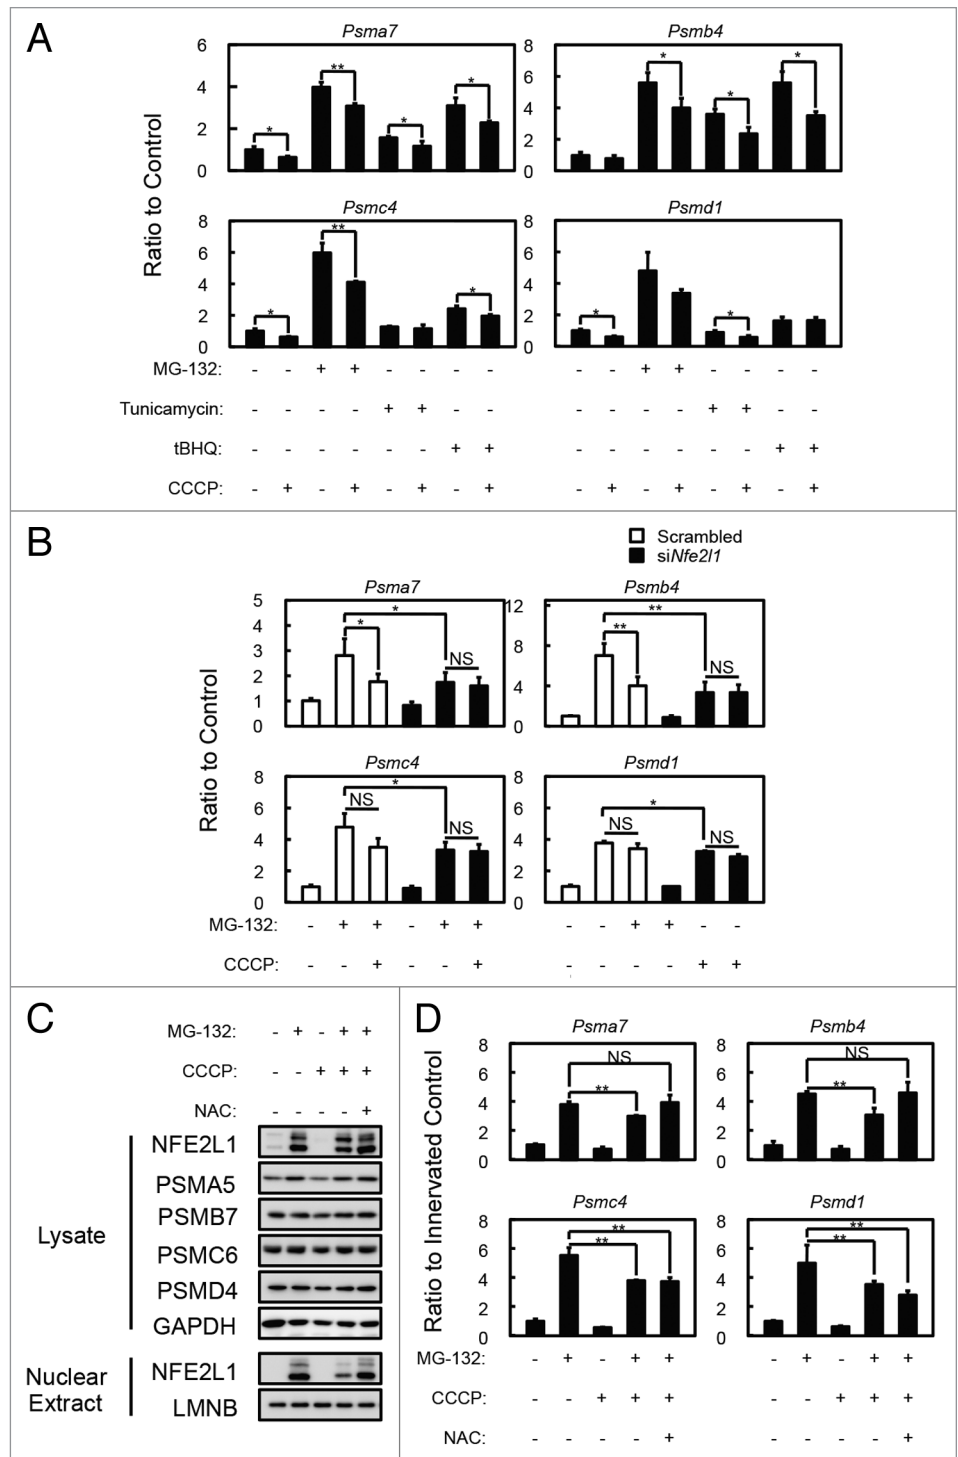 A
Psma7
Psmb4
6
4
2
0
8
6
4
2
0
* ** * *
* * *
Psmc4
Psmd1
8
6
4
2
0
8
6
4
2
0
* ** *
* *
Ratio to Control
MG-132: - - + + - - - - - - + + - - - -
Tunicamycin: - - - - + + - - - - - - + + - -
tBHQ: - - - - - - + + - - - - - - + +
CCCP: - + - + - + - + - + - + - + - +
B
Scrambled
siNfe2l1
Psma7
Psmb4
5
4
3
2
1
0
12
8
4
0
*
*
NS
**
**
NS
Psmc4
Psmd1
8
6
4
2
0
8
6
4
2
0
*
NS
NS
*
NS
NS
Ratio to Control
MG-132: - + + - + + - - + + - -
CCCP: - - + - - + - - - - + +
C
MG-132: - + - + +
CCCP: - - + + +
NAC: - - - - +
Lysate
NFE2L1
PSMA5
PSMB7
PSMC6
PSMD4
GAPDH
Nuclear
Extract
NFE2L1
LMNB
D
Psma7
Psmb4
8
6
4
2
0
8
6
4
2
0
NS
**
NS
**
Psmc4
Psmd1
8
6
4
2
0
8
6
4
2
0
**
**
**
**
Ratio to Innervated Control
MG-132: - + - + + - + - + +
CCCP: - - + + + - - + + +
NAC: - - - - + - - - - +